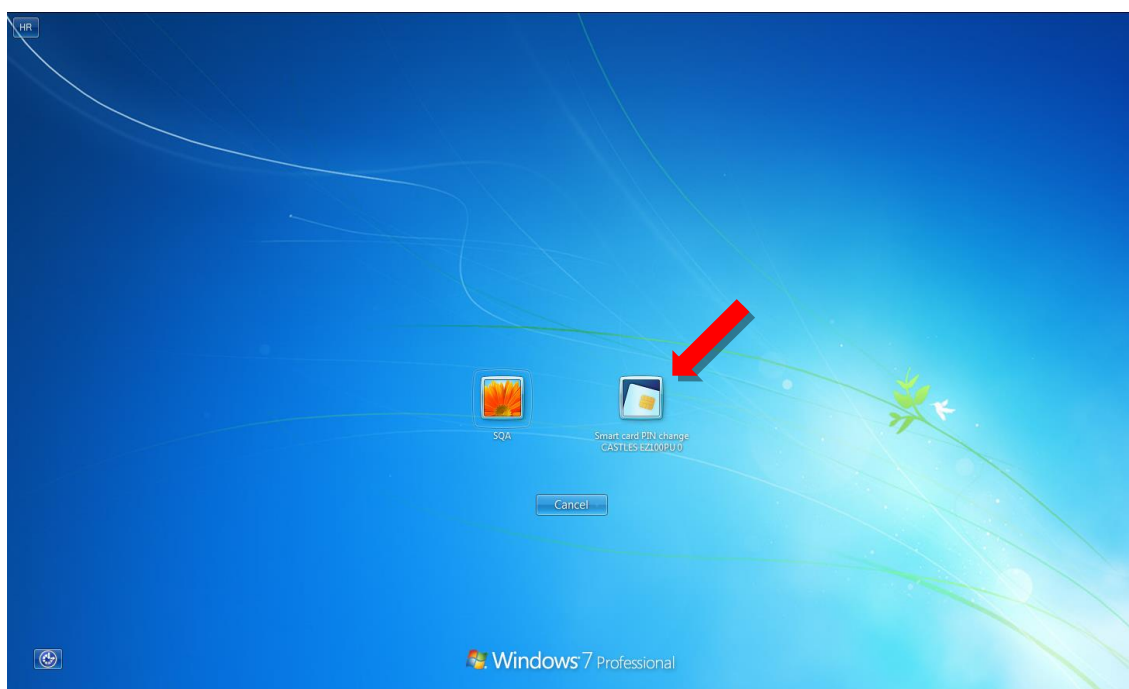 HR
SQA
Smart card PIN change
CASTLES EZ100PU 0
Cancel
Windows 7 Professional